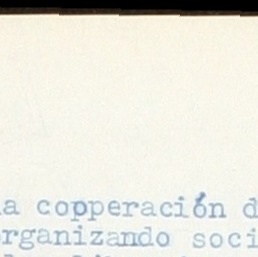 a copperación d
rganizando soci